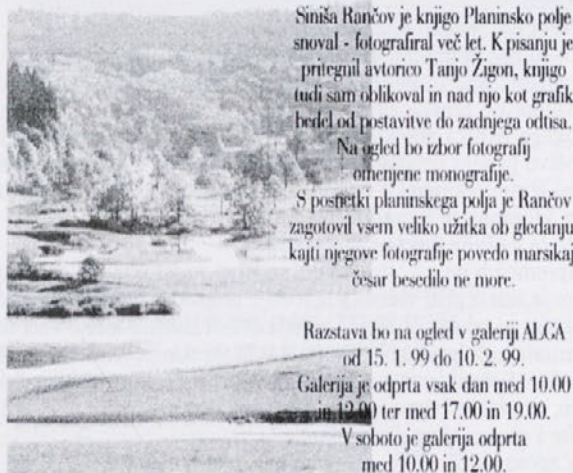 Siniša Rančov je knjigo Planinsko polje
snoval - fotografiral več let. K pisanju je
pritegnil avtorico Tanjo Žigon, knjigo
tudi sam oblikoval in nad njo kot grafik
bedel od postavitve do zadnjega odtisa.
Na ogled bo izbor fotografij
omenjene monografije.
S posnetki planinskega polja je Rančov
zagotovil vsem veliko užitka ob gledanju
kajti njegove fotografije povedo marsikaj
česar besedilo ne more.
Razstava bo na ogled v galeriji ALGA
od 15. 1. 99 do 10. 2. 99.
Galerija je odprta vsak dan med 10.00
in 12.00 ter med 17.00 in 19.00.
V soboto je galerija odprta
med 10.00 in 12.00.